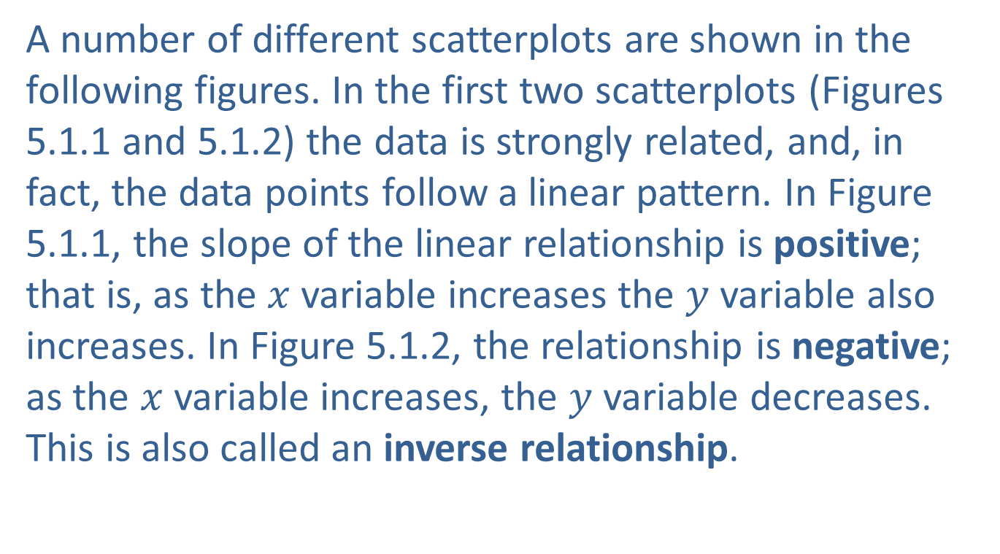 A number of different scatterplots are shown in the
following figures. In the first two scatterplots (Figures
5.1.1 and 5.1.2) the data is strongly related, and, in
fact, the data points follow a linear pattern. In Figure
5.1.1, the slope of the linear relationship is positive;
that is, as the x variable increases the y variable also
increases. In Figure 5.1.2, the relationship is negative;
as the x variable increases, the y variable decreases.
This is also called an inverse relationship.